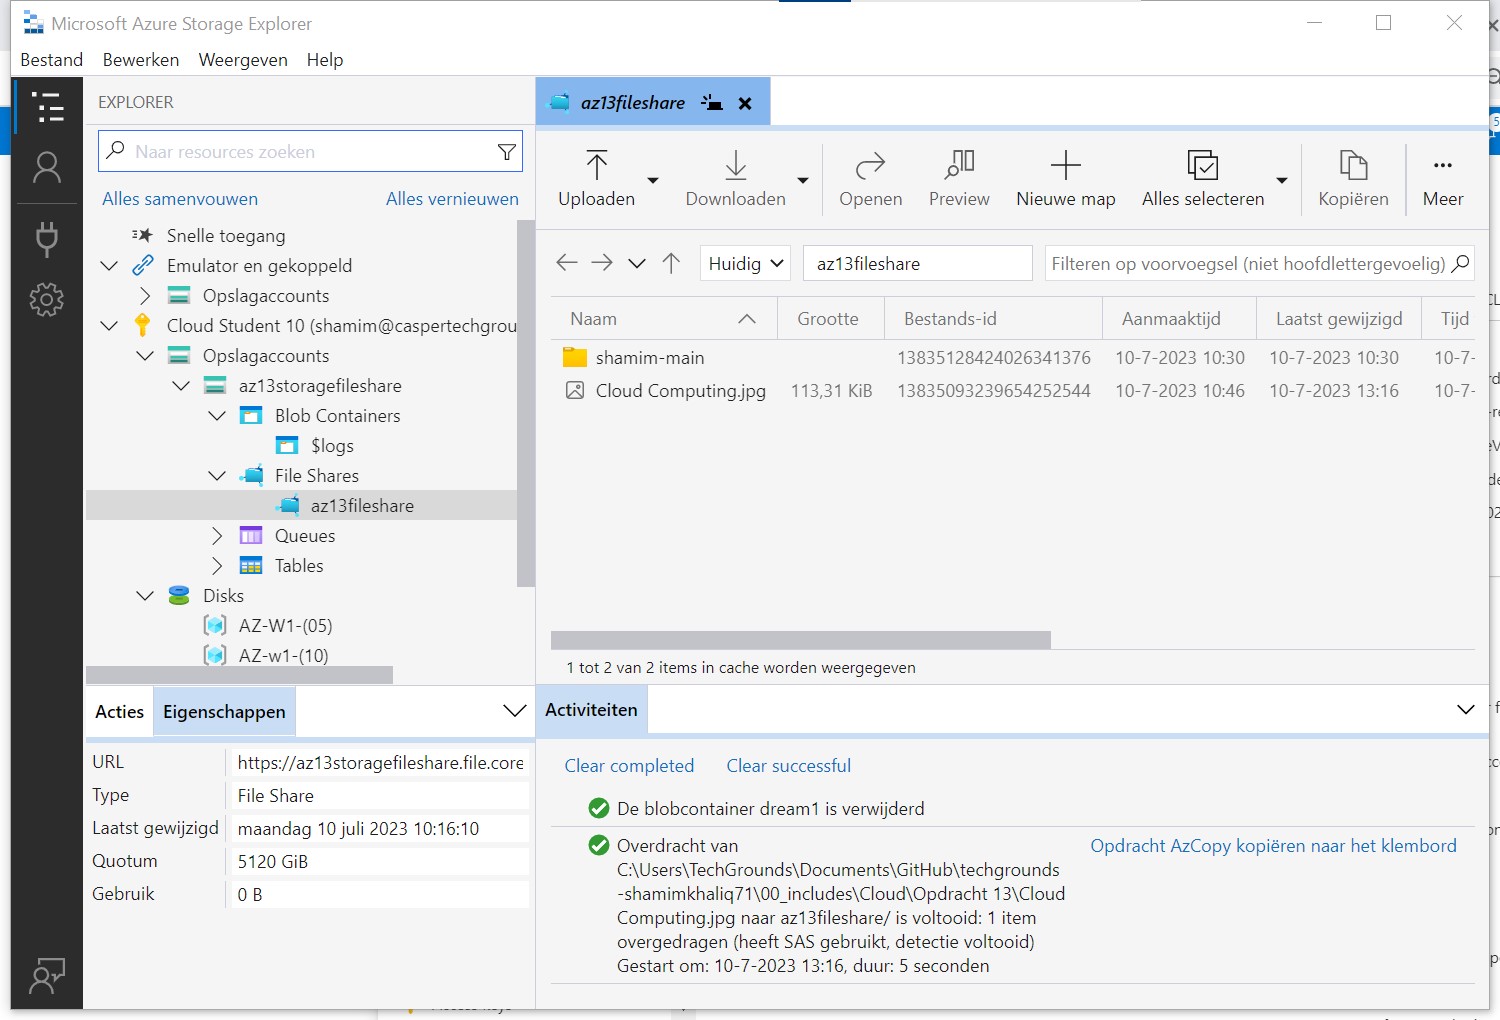 Microsoft Azure Storage Explorer
Bestand Bewerken Weergeven Help
EXPLORER
Naar resources zoeken
Alles samenvouwen Alles vernieuwen
Snelle toegang
Emulator en gekoppeld
Opslagaccounts
Cloud Student 10 (shamim@caspertechgrou
Opslagaccounts
az13storagefileshare
Blob Containers
$logs
File Shares
az13fileshare
Queues
Tables
Disks
AZ-W1-(05)
AZ-w1-(10)
Acties Eigenschappen
URL https://az13storagefileshare.file.core
Type File Share
Laatst gewijzigd maandag 10 juli 2023 10:16:10
Quotum 5120 GiB
Gebruik 0 B
az13fileshare
Uploaden Downloaden Openen Preview Nieuwe map Alles selecteren Kopiëren Meer
Huidig az13fileshare Filteren op voorvoegsel (niet hoofdlettergevoelig)
Naam Grootte Bestands-id Aanmaaktijd Laatst gewijzigd Tijd
shamim-main 13835128424026341376 10-7-2023 10:30 10-7-2023 10:30 10-7-
Cloud Computing.jpg 113,31 KiB 13835093239654252544 10-7-2023 10:46 10-7-2023 13:16 10-7-
1 tot 2 van 2 items in cache worden weergegeven
Activiteiten
Clear completed Clear successful
De blobcontainer dream1 is verwijderd
Overdracht van Opdracht AzCopy kopiëren naar het klembord
C:\Users\TechGrounds\Documents\GitHub\techgrounds
-shamimkhaliq71\00_includes\Cloud\Opdracht 13\Cloud
Computing.jpg naar az13fileshare/ is voltooid: 1 item
overgedragen (heeft SAS gebruikt, detectie voltooid)
Gestart om: 10-7-2023 13:16, duur: 5 seconden